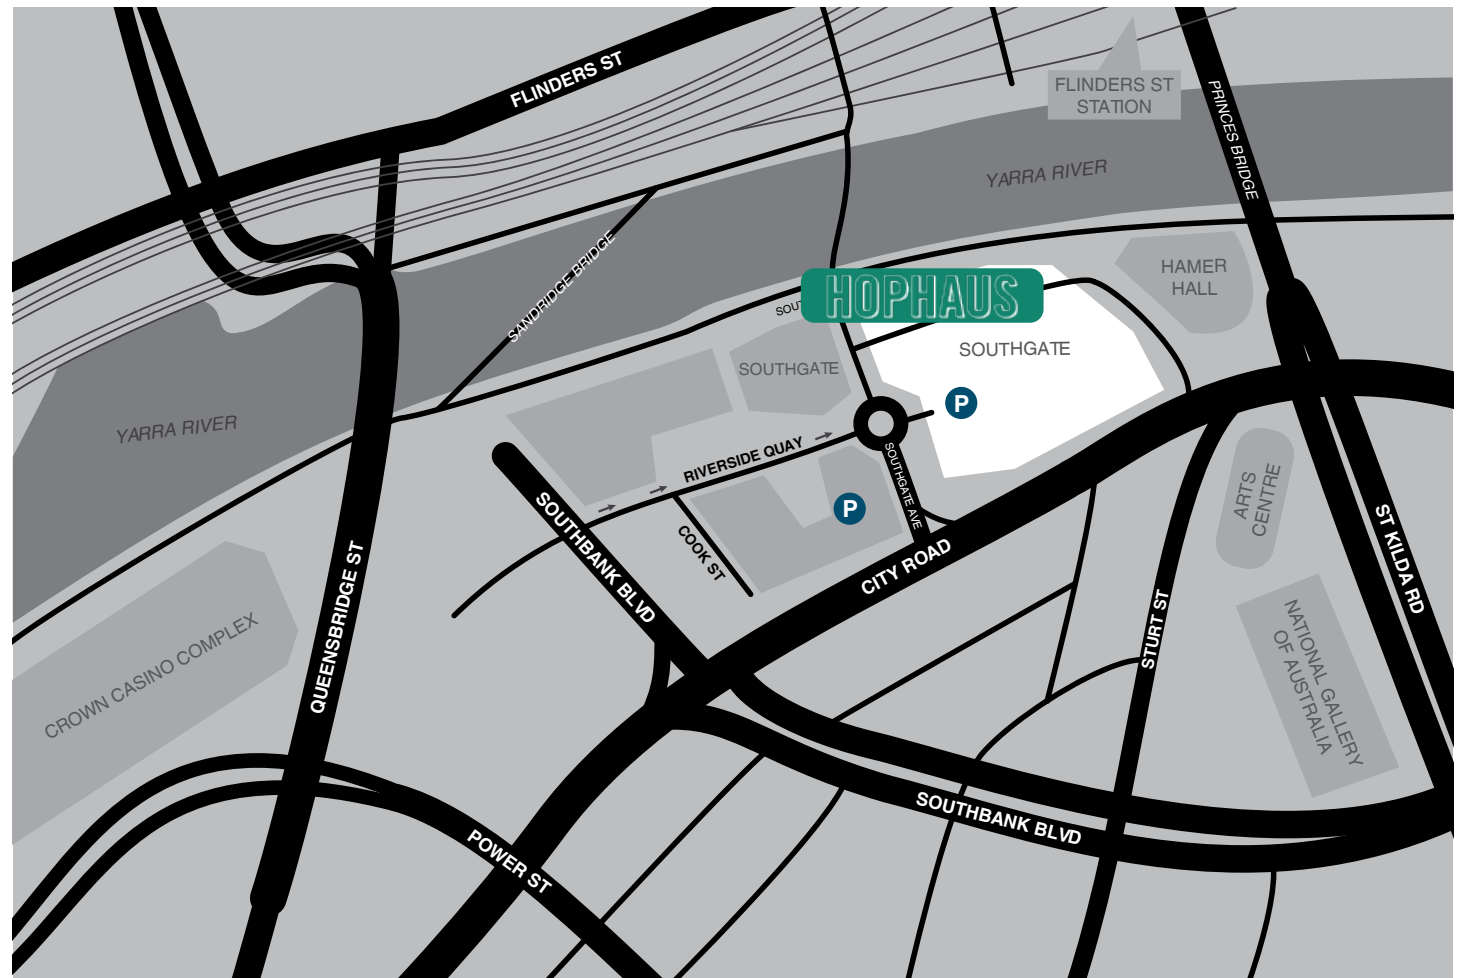 FLINDERS ST
FLINDERS ST
STATION
PRINCES BRIDGE
YARRA RIVER
SANDRIDGE BRIDGE
HAMER
HALL
HOPHAUS
SOUTHGATE
SOUTHGATE
P
YARRA RIVER
RIVERSIDE QUAY
SOUTHGATE AVE
ARTS
CENTRE
P
SOUTHBANK BLVD
COOK ST
CITY ROAD
ST KILDA RD
QUEENSBRIDGE ST
STURT ST
CROWN CASINO COMPLEX
NATIONAL GALLERY
OF AUSTRALIA
SOUTHBANK BLVD
POWER ST